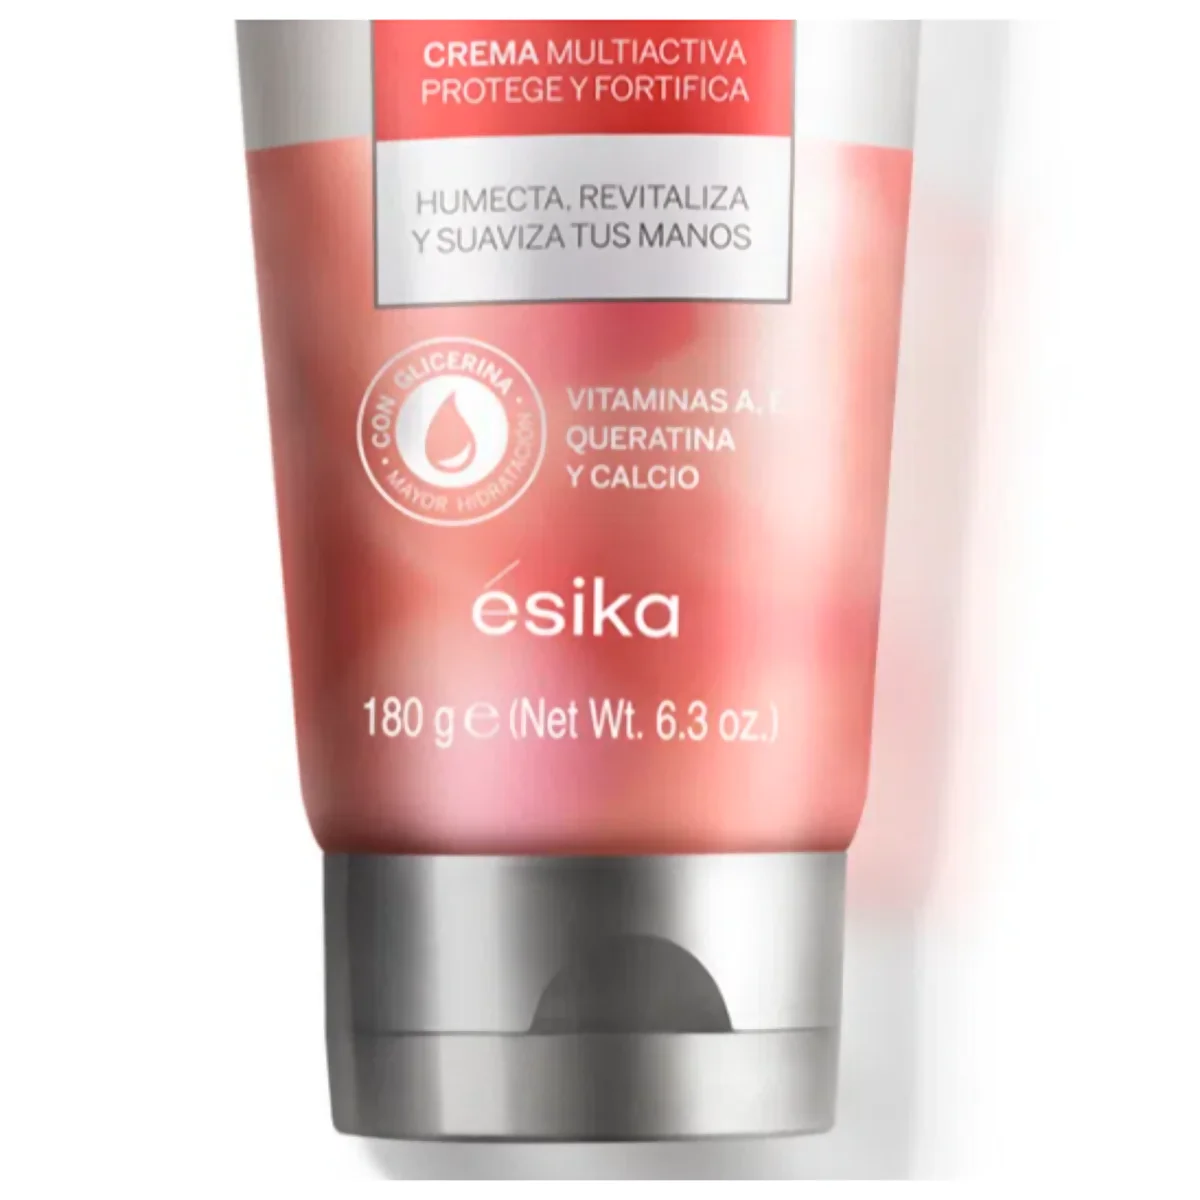 CREMA MULTIACTIVA
PROTEGE Y FORTIFICA
HUMECTA, REVITALIZA
Y SUAVIZA TUS MANOS
• CON GLICERINA •
MAYOR HIDRATACIÓN
VITAMINAS A, E
QUERATINA
Y CALCIO
ésika
180 g ℮ (Net Wt. 6.3 oz.)